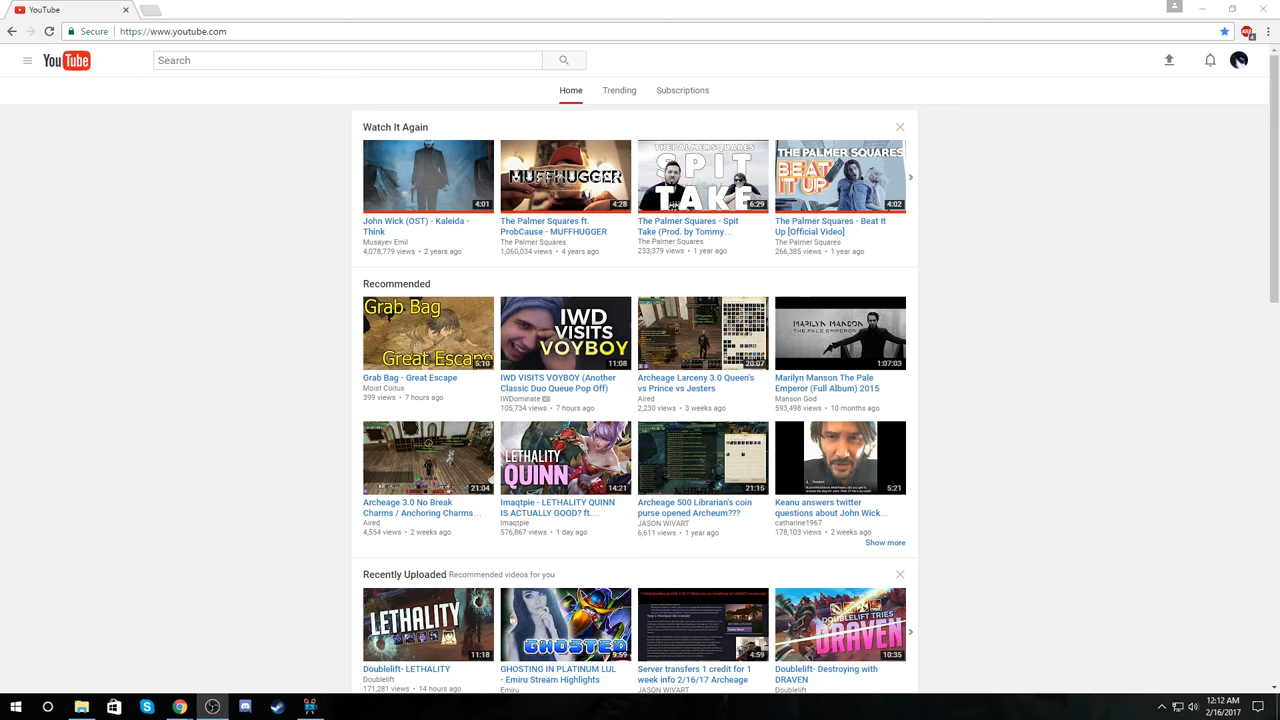 YouTube
Secure
https://www.youtube.com
4
YouTube
Search
Home
Trending
Subscriptions
Watch It Again
4:01
MUFFHUGGER
4:28
THEPALMERSQUARES
SPIT
TAKE
6:29
THE PALMER SQUARES
BEAT
IT UP
4:02
John Wick (OST) - Kaleida -
Think
Musayev Emil
4,078,779 views • 2 years ago
The Palmer Squares ft.
ProbCause - MUFFHUGGER
The Palmer Squares
1,060,034 views • 4 years ago
The Palmer Squares - Spit
Take (Prod. by Tommy...
The Palmer Squares
233,379 views • 1 year ago
The Palmer Squares - Beat It
Up [Official Video]
The Palmer Squares
266,385 views • 1 year ago
Recommended
Grab Bag
Great Escape
5:10
IWD
VISITS
VOYBOY
11:08
20:07
MARILYN MANSON
THE PALE EMPEROR
1:07:03
Grab Bag - Great Escape
Moist Coitus
399 views • 7 hours ago
IWD VISITS VOYBOY (Another
Classic Duo Queue Pop Off)
IWDominate
105,734 views • 7 hours ago
Archeage Larceny 3.0 Queen's
vs Prince vs Jesters
Aired
2,230 views • 3 weeks ago
Marilyn Manson The Pale
Emperor (Full Album) 2015
Manson God
593,498 views • 10 months ago
21:04
LETHALITY
QUINN
14:21
21:15
5:21
Archeage 3.0 No Break
Charms / Anchoring Charms...
Aired
4,554 views • 2 weeks ago
Imaqtpie - LETHALITY QUINN
IS ACTUALLY GOOD? ft....
Imaqtpie
576,867 views • 1 day ago
Archeage 500 Librarian's coin
purse opened Archeum???
JASON WIVART
6,611 views • 1 year ago
Keanu answers twitter
questions about John Wick...
catharine1967
178,103 views • 2 weeks ago
Show more
Recently Uploaded Recommended videos for you
LETHALITY
11:18
GHOSTED
9:59
4:59
DOUBLELIFT TRIES
DRAVEN
10:35
Doublelift- LETHALITY
Doublelift
171,281 views • 14 hours ago
GHOSTING IN PLATINUM LUL
- Emiru Stream Highlights
Emiru
Server transfers 1 credit for 1
week info 2/16/17 Archeage
JASON WIVART
Doublelift- Destroying with
DRAVEN
Doublelift
12:12 AM
2/16/2017